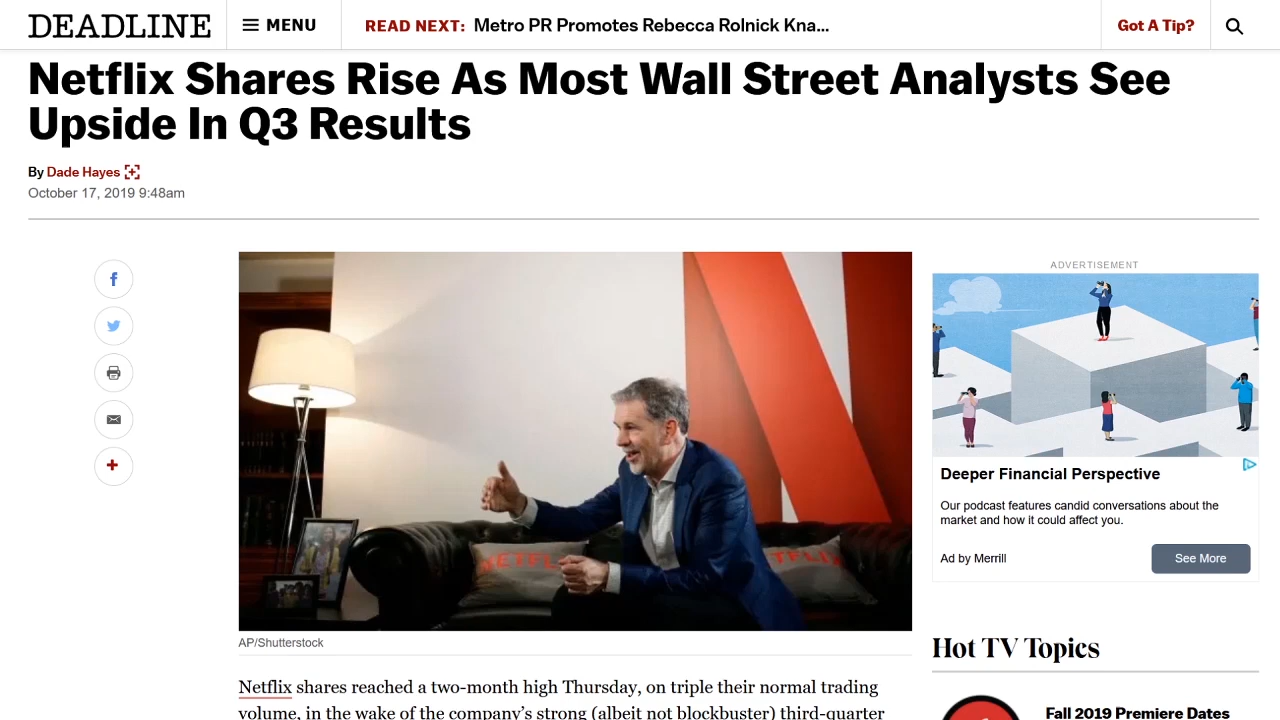 DEADLINE
MENU
READ NEXT: Metro PR Promotes Rebecca Rolnick Kna...
Got A Tip?
Netflix Shares Rise As Most Wall Street Analysts See
Upside In Q3 Results
By Dade Hayes
October 17, 2019 9:48am
NETFLIX
TFLIX
AP/Shutterstock
Netflix shares reached a two-month high Thursday, on triple their normal trading
volume, in the wake of the company's strong (albeit not blockbuster) third-quarter
ADVERTISEMENT
Deeper Financial Perspective
Our podcast features candid conversations about the
market and how it could affect you.
Ad by Merrill
See More
Hot TV Topics
Fall 2019 Premiere Dates